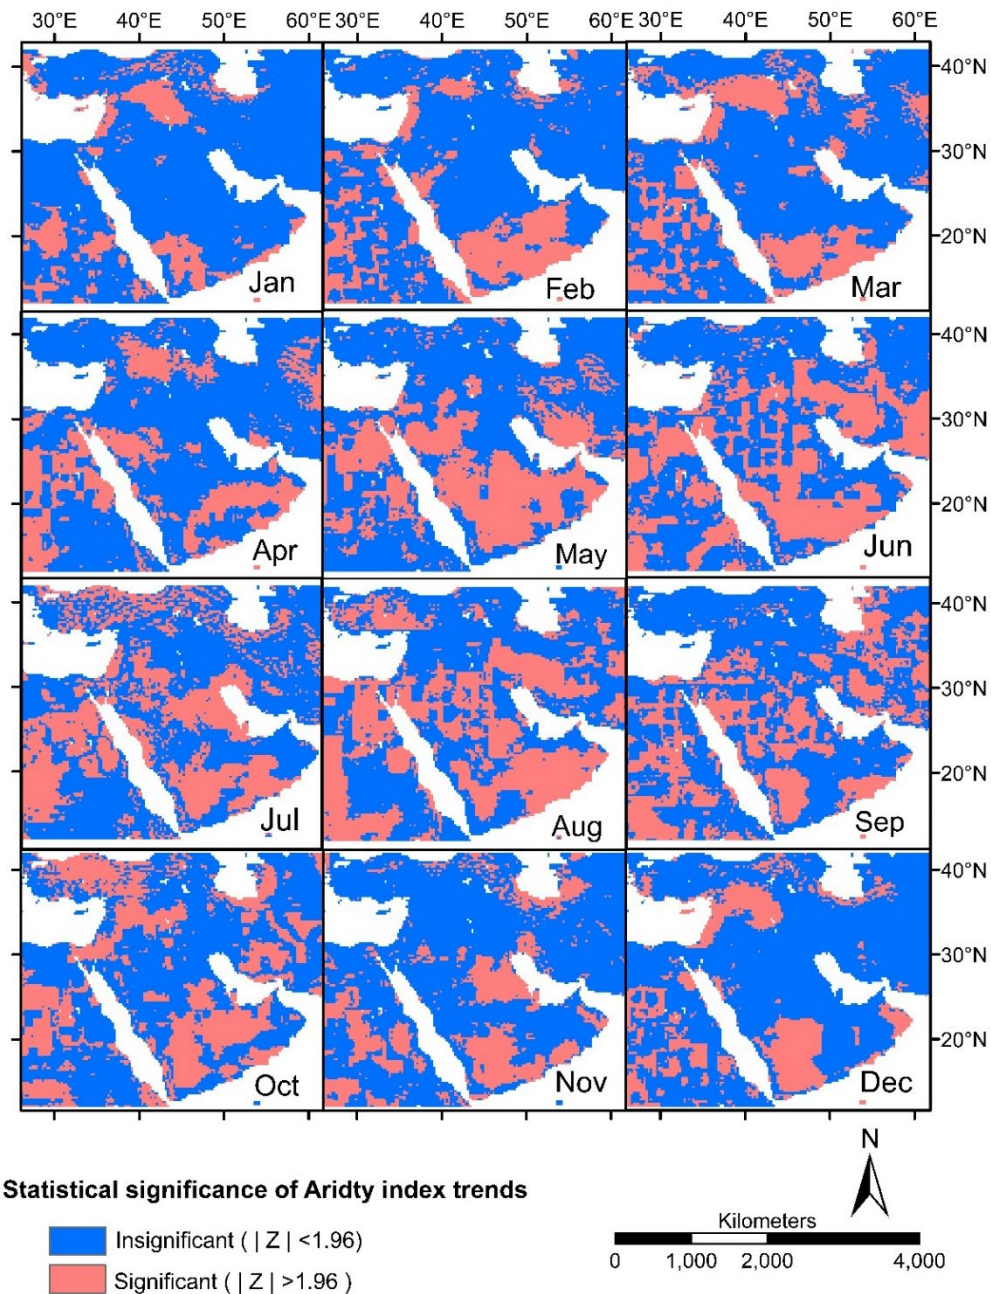 30°E 40°E 50°E 60°E 30°E 40°E 50°E 60°E 30°E 40°E 50°E 60°E
40°N
30°N
20°N
Jan Feb Mar
40°N
30°N
20°N
Apr May Jun
40°N
30°N
20°N
Jul Aug Sep
40°N
30°N
20°N
Oct Nov Dec
N
Statistical significance of Aridty index trends
Kilometers
Insignificant ( | Z | <1.96)
0 1,000 2,000 4,000
Significant ( | Z | >1.96 )